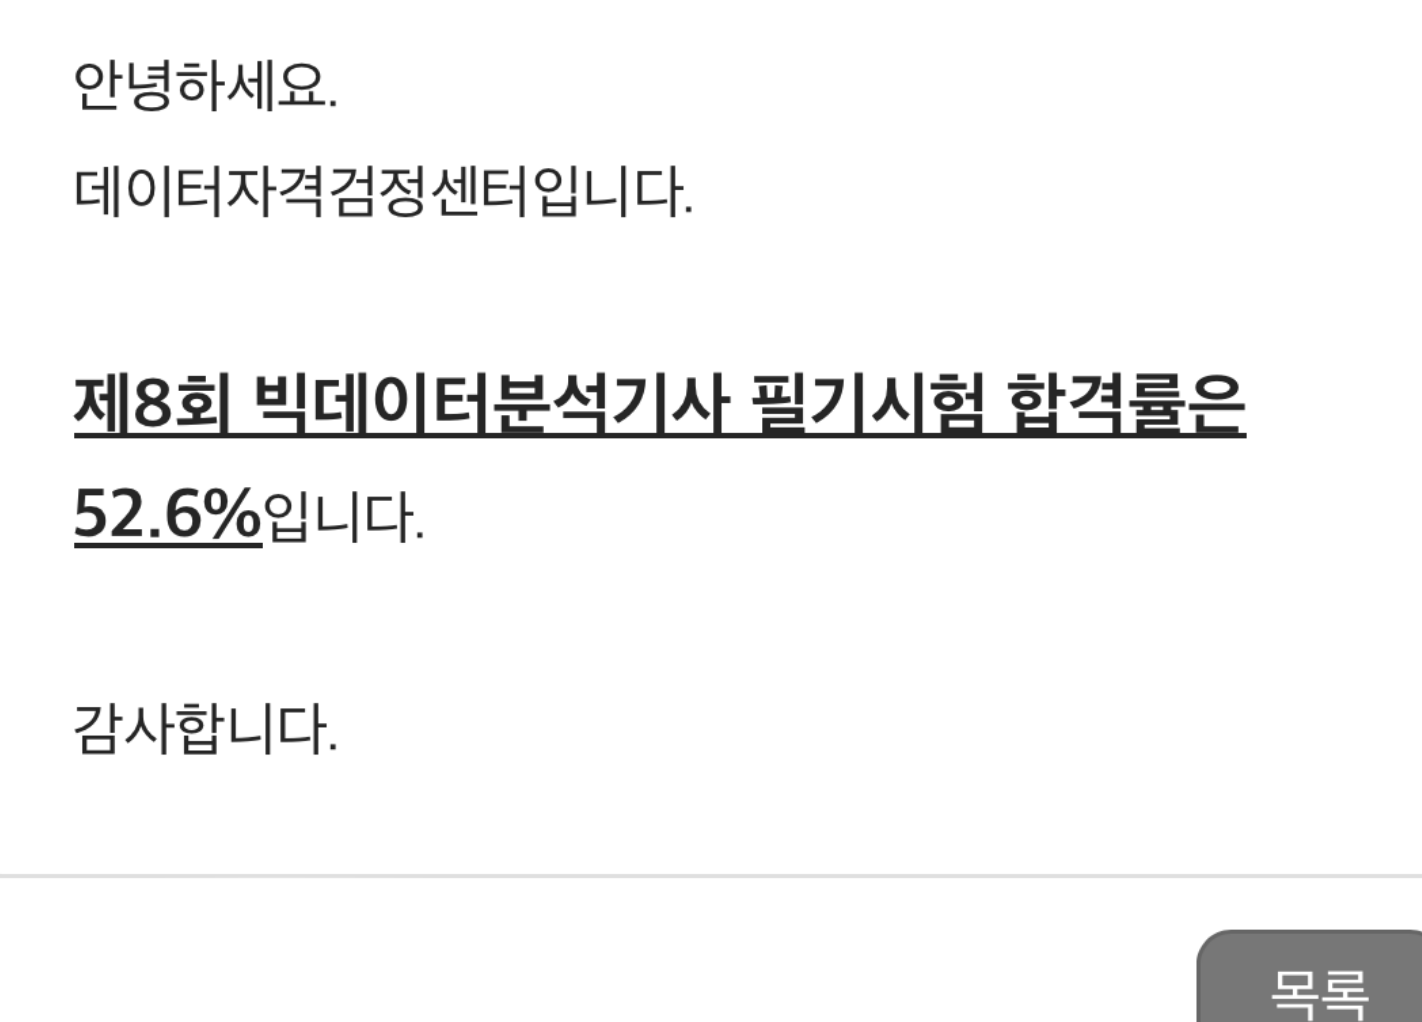 안녕하세요.
데이터자격검정센터입니다.
제8회 빅데이터분석기사 필기시험 합격률은
52.6%입니다.
감사합니다.
목록